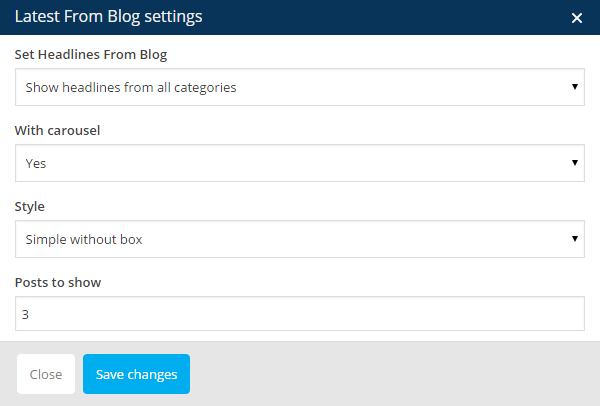 Latest From Blog settings
Set Headlines From Blog
Show headlines from all categories
With carousel
Yes
Style
Simple without box
Posts to show
3
Close Save changes